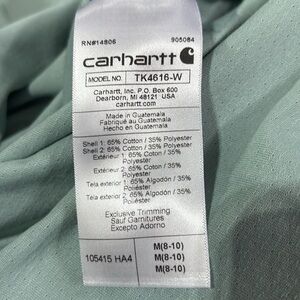 RN#14806 905084
carhartt
MODEL NO. TK4616-W
Carhartt, Inc. P.O. Box 600
Dearborn, MI 48121 USA
carhartt.com
Made in Guatemala
Fabriqué au Guatemala
Hecho en Guatemala
Shell 1: 65% Cotton / 35% Polyester
Shell 2: 65% Cotton / 35% Polyester
Extérieur 1: 65% Coton / 35%
Polyester
Extérieur 2: 65% Coton / 35%
Polyester
Tela exterior 1: 65% Algodón / 35%
Poliéster
Tela exterior 2: 65% Algodón / 35%
Poliéster
Exclusive Trimming
Sauf Garnitures
Excepto Adorno
105415 HA4 M(8-10)
M(8-10)
M(8-10)